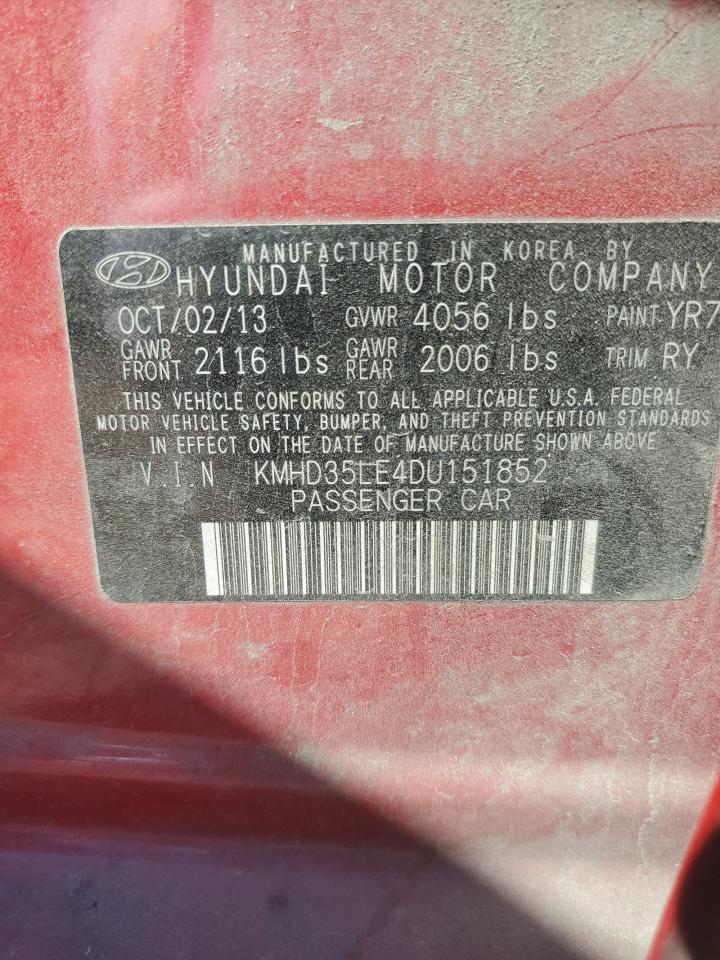 MANUFACTURED IN KOREA BY
HYUNDAI MOTOR COMPANY
OCT/02/13 GVWR 4056 lbs PAINT YR7
GAWR FRONT 2116 lbs GAWR REAR 2006 lbs TRIM RY
THIS VEHICLE CONFORMS TO ALL APPLICABLE U.S.A. FEDERAL
MOTOR VEHICLE SAFETY, BUMPER, AND THEFT PREVENTION STANDARDS
IN EFFECT ON THE DATE OF MANUFACTURE SHOWN ABOVE
V.I.N KMHD35LE4DU151852
PASSENGER CAR